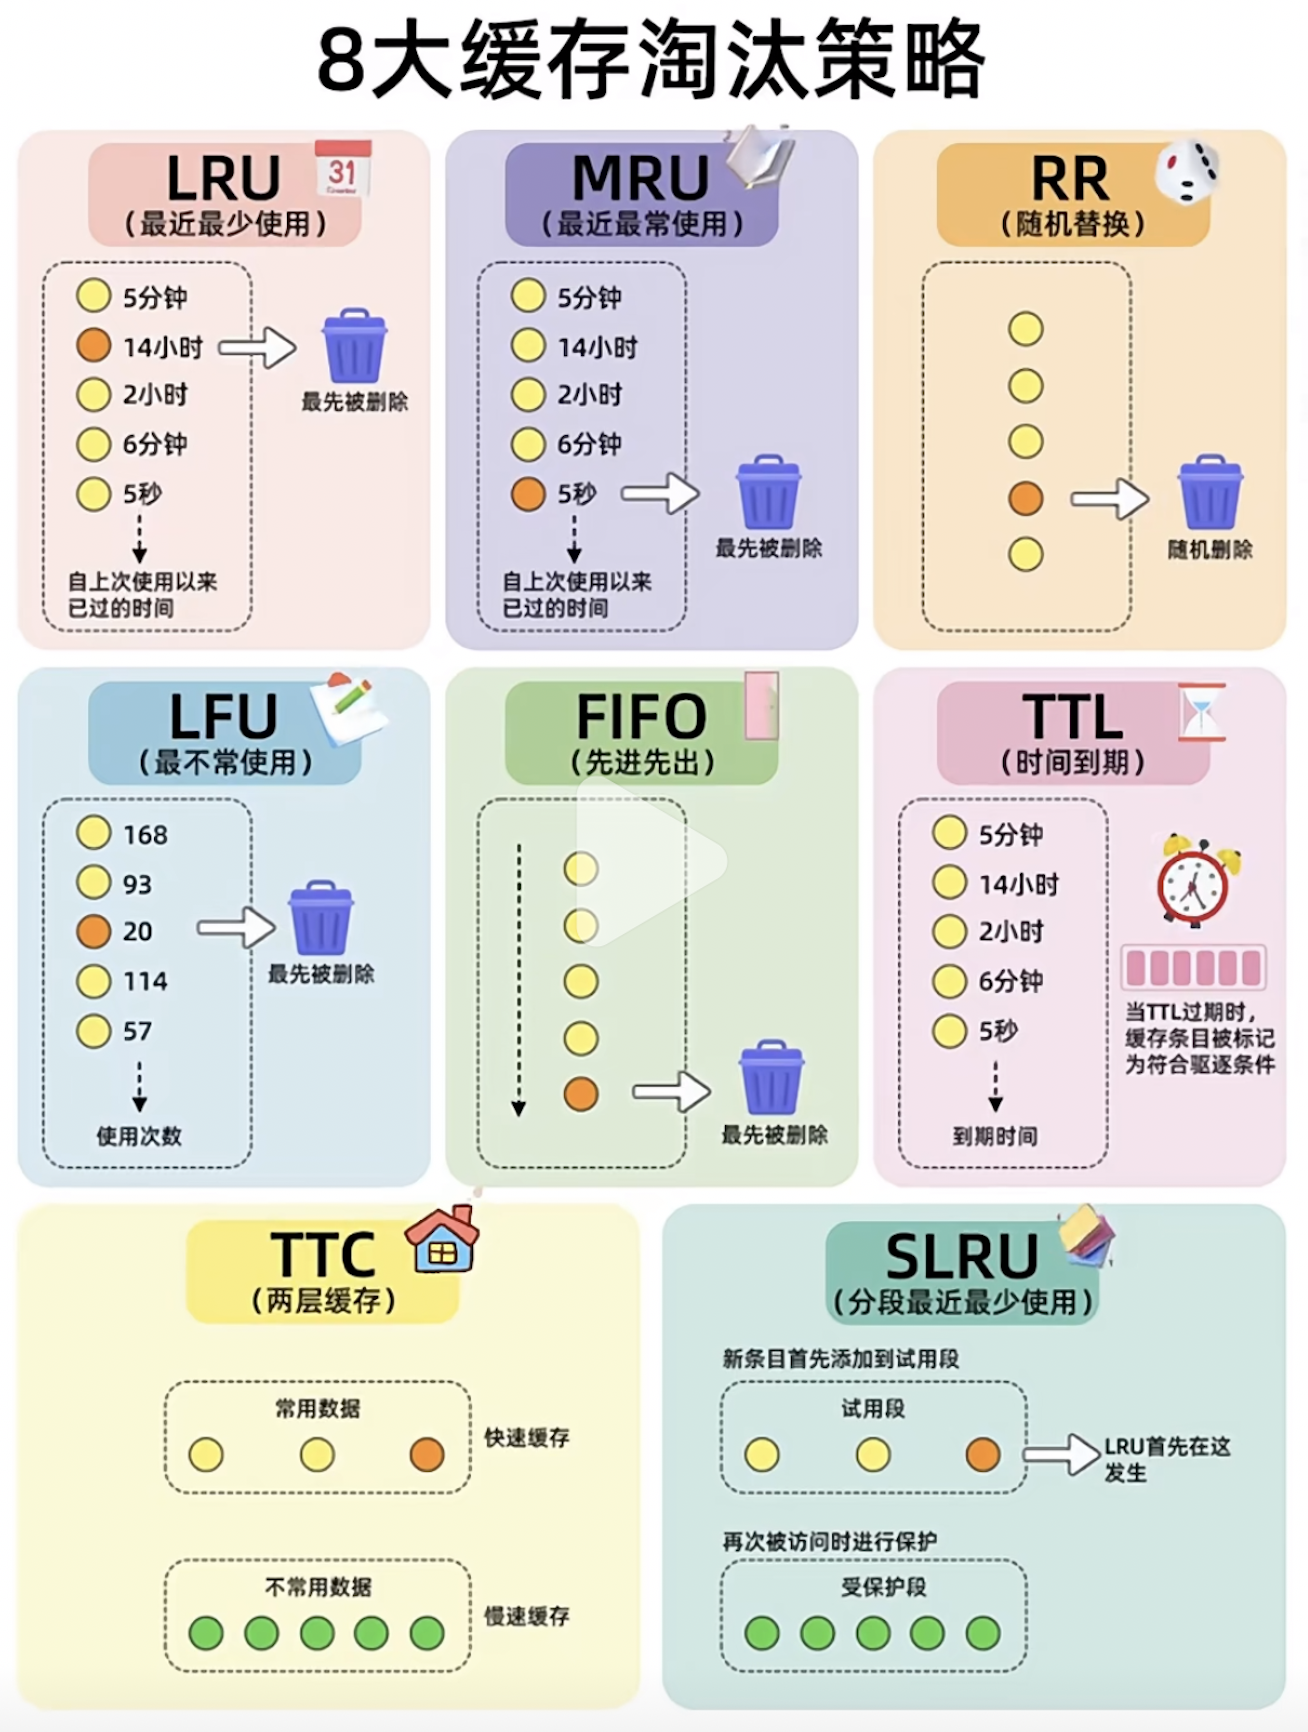 8大缓存淘汰策略
LRU
（最近最少使用）
31
5分钟
14小时
2小时
6分钟
5秒
最先被删除
自上次使用以来
已过的时间
MRU
（最近最常使用）
5分钟
14小时
2小时
6分钟
5秒
最先被删除
自上次使用以来
已过的时间
RR
（随机替换）
随机删除
LFU
（最不常使用）
168
93
20
114
57
最先被删除
使用次数
FIFO
（先进先出）
最先被删除
TTL
（时间到期）
5分钟
14小时
2小时
6分钟
5秒
到期时间
当TTL过期时，
缓存条目被标记
为符合驱逐条件
TTC
（两层缓存）
常用数据
快速缓存
不常用数据
慢速缓存
SLRU
（分段最近最少使用）
新条目首先添加到试用段
试用段
LRU首先在这
发生
再次被访问时进行保护
受保护段